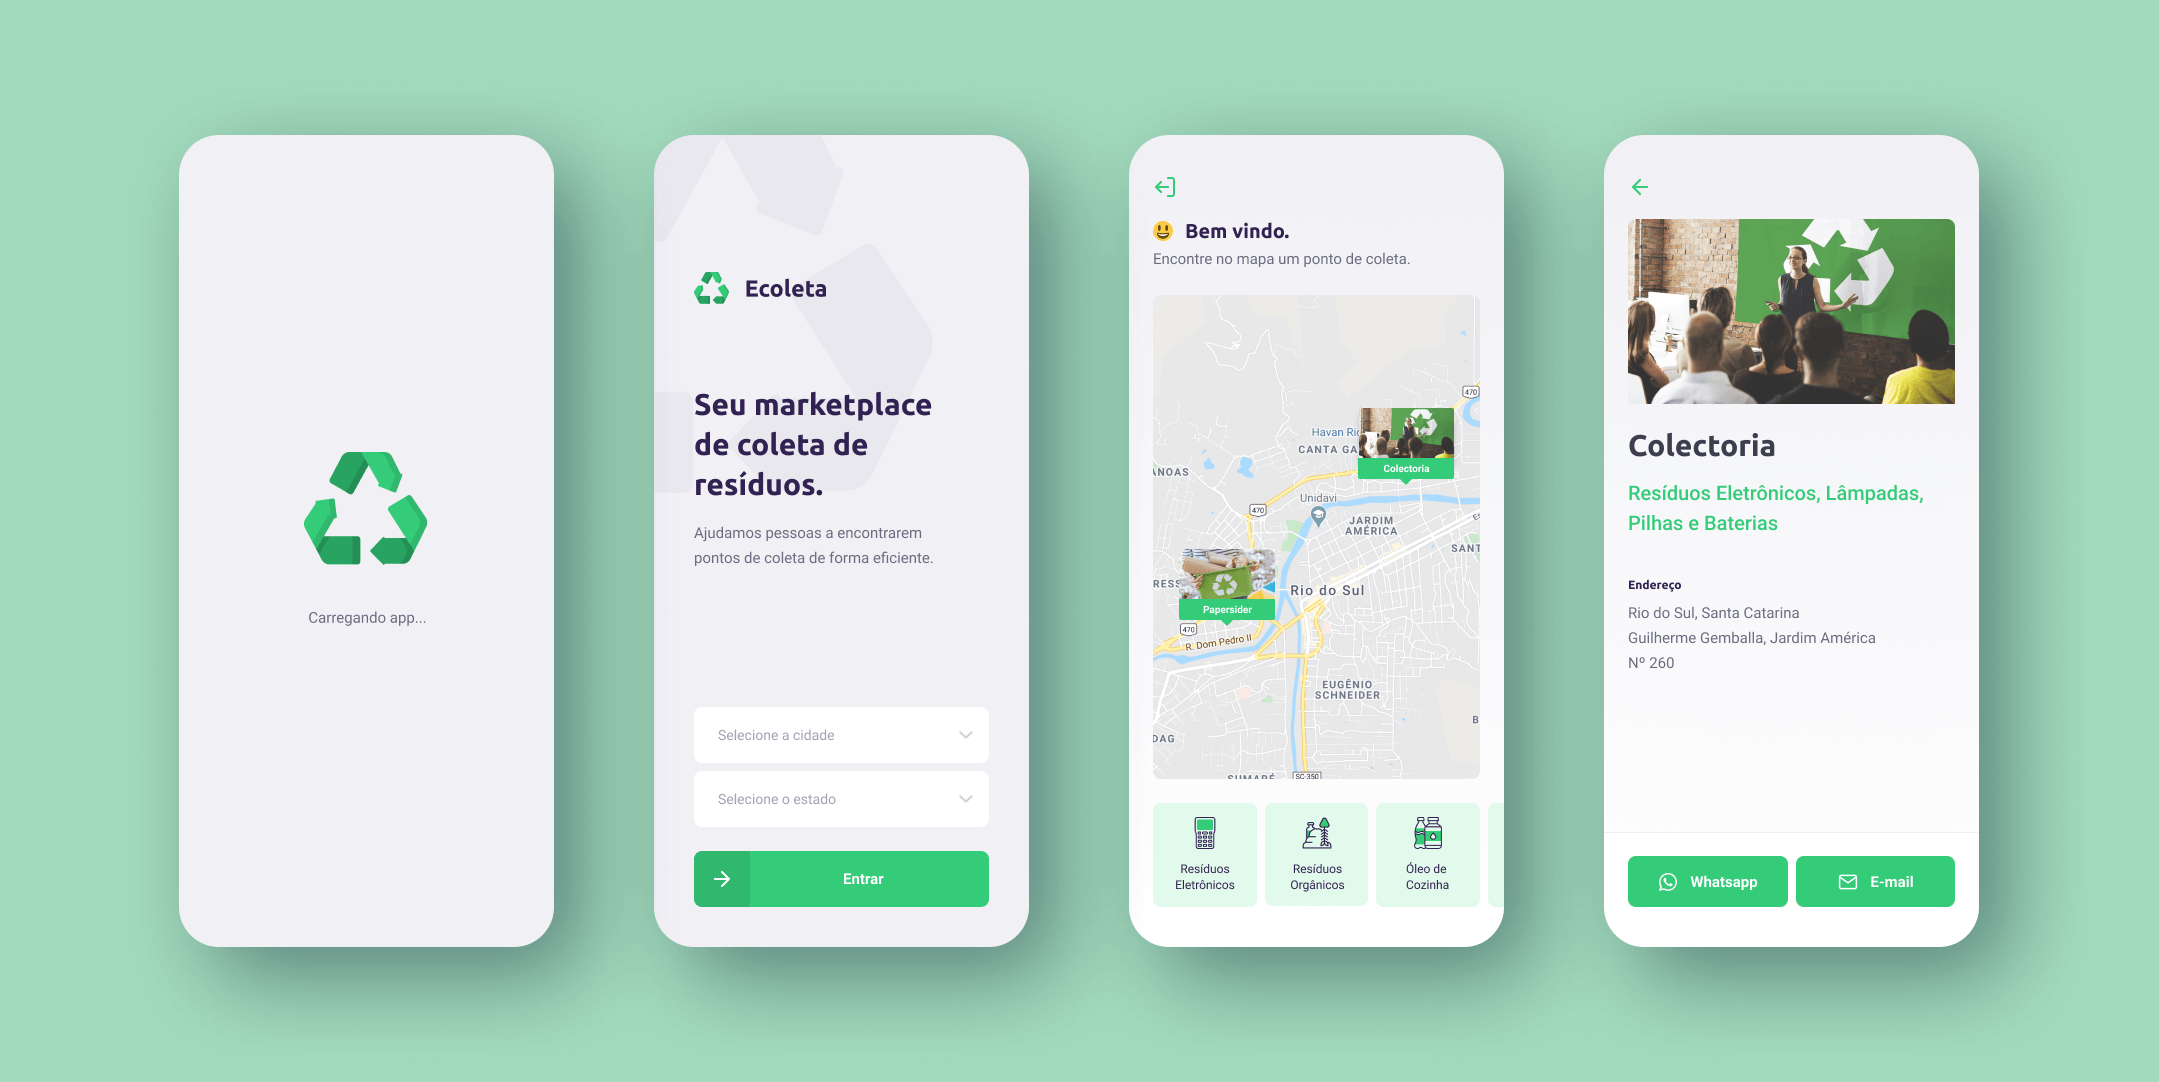 Carregando app...
Ecoleta
Seu marketplace
de coleta de
resíduos.
Ajudamos pessoas a encontrarem
pontos de coleta de forma eficiente.
Selecione a cidade
Selecione o estado
Entrar
Bem vindo.
Encontre no mapa um ponto de coleta.
470
Havan
CANTA
Colectoria
ANOAS
Unidavi
470
JARDIM
AMÉRICA
SANT
RESS
Rio do Sul
Papersider
470
R. Dom Pedro II
EUGÊNIO
SCHNEIDER
B
DAG
SUMARÉ
SC-350
Resíduos
Eletrônicos
Resíduos
Orgânicos
Óleo de
Cozinha
Colectoria
Resíduos Eletrônicos, Lâmpadas,
Pilhas e Baterias
Endereço
Rio do Sul, Santa Catarina
Guilherme Gemballa, Jardim América
Nº 260
Whatsapp
E-mail